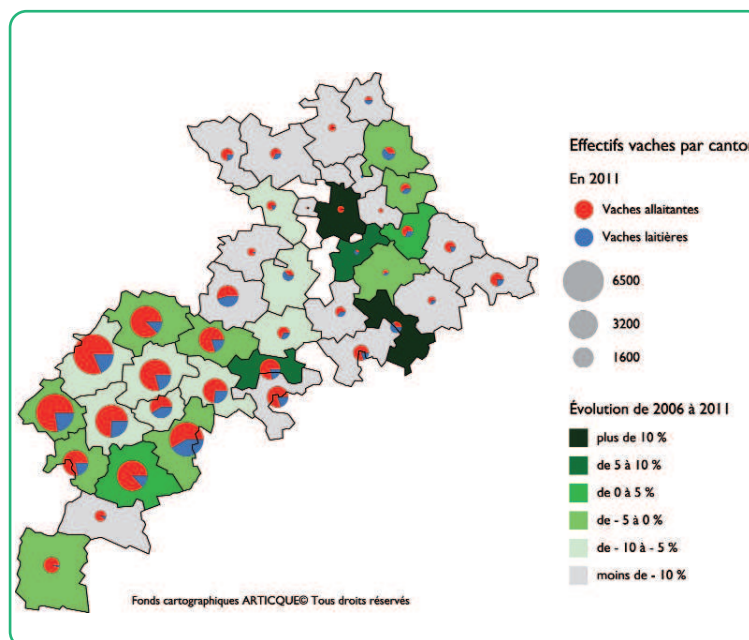 Effectifs vaches par canton
En 2011
Vaches allaitantes
Vaches laitières
6500
3200
1600
Évolution de 2006 à 2011
plus de 10 %
de 5 à 10 %
de 0 à 5 %
de - 5 à 0 %
de - 10 à - 5 %
moins de - 10 %
Fonds cartographiques ARTICQUE© Tous droits réservés